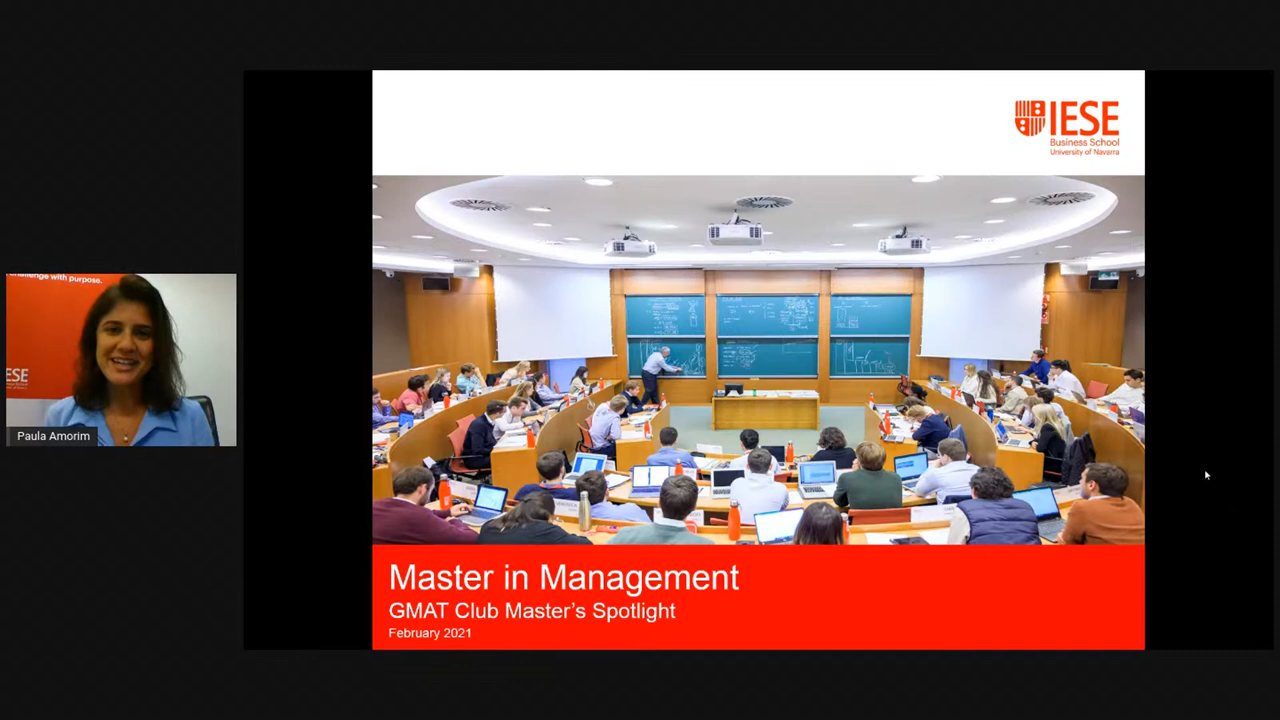 challenge with purpose.
ESE
Paula Amorim
IESE
Business School
University of Navarra
Master in Management
GMAT Club Master's Spotlight
February 2021